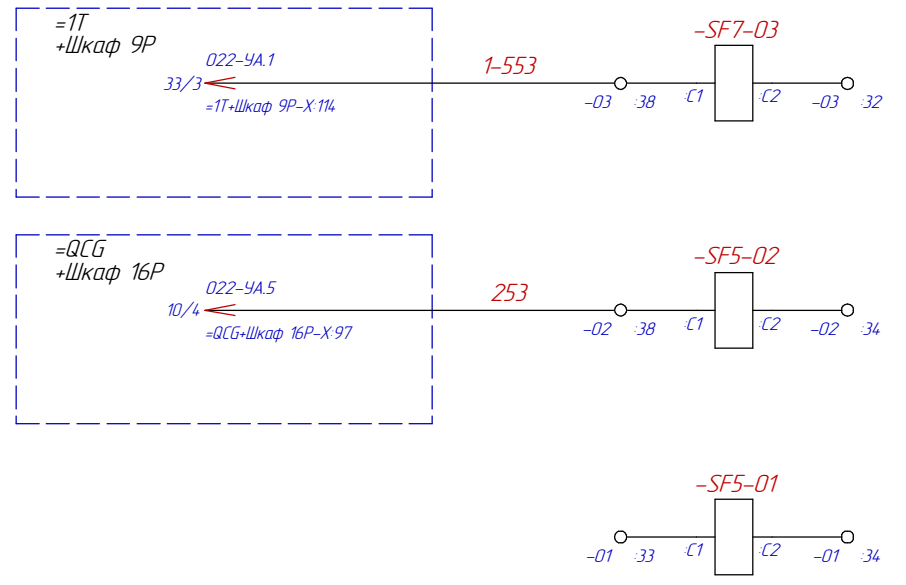 =1T
+Шкаф 9Р
022-УА.1
33/3
=1T+Шкаф 9Р-X:114
1-553
-SF7-03
-03 :38 :C1 :C2 -03 :32
=QCG
+Шкаф 16Р
022-УА.5
10/4
=QCG+Шкаф 16Р-X:97
253
-SF5-02
-02 :38 :C1 :C2 -02 :34
-SF5-01
-01 :33 :C1 :C2 -01 :34